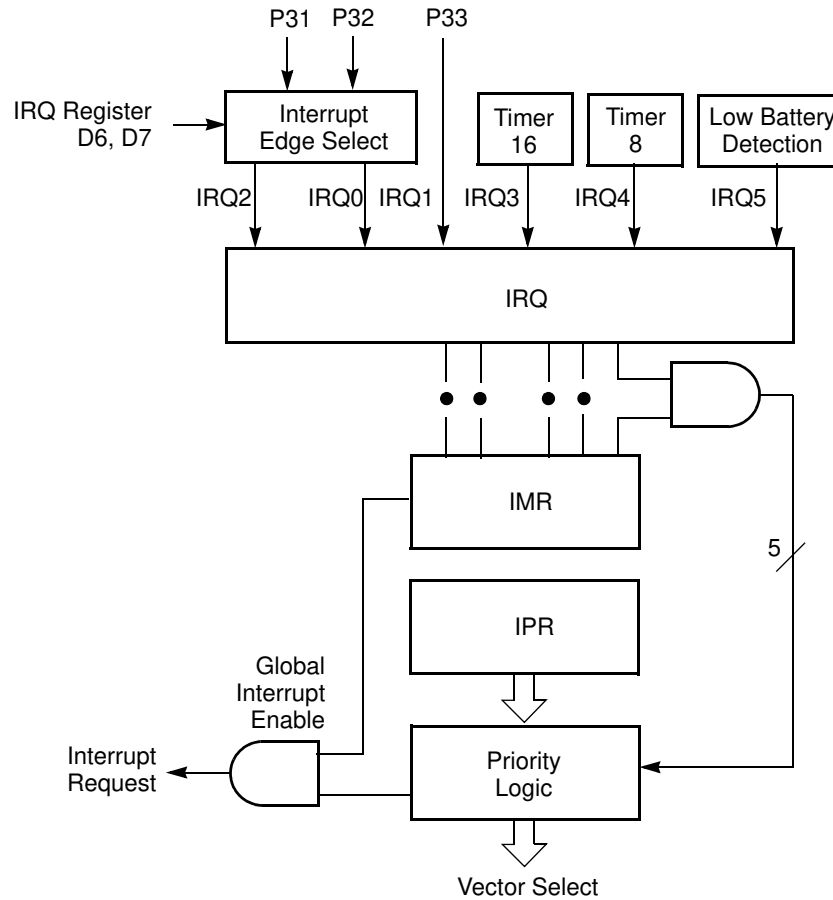 P31
P32
P33
IRQ Register
D6, D7
Interrupt
Edge Select
Timer
16
Timer
8
Low Battery
Detection
IRQ2
IRQ0
IRQ1
IRQ3
IRQ4
IRQ5
IRQ
IMR
5
IPR
Global
Interrupt
Enable
Interrupt
Request
Priority
Logic
Vector Select